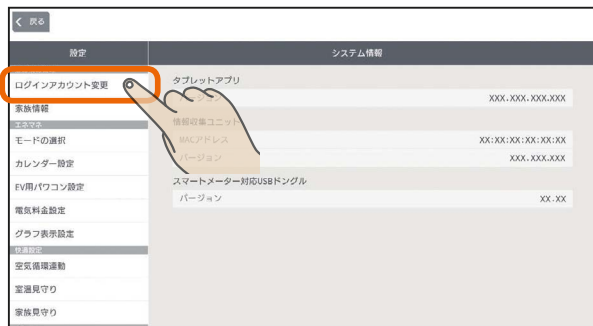 戻る
設定
システム情報
ログインアカウント変更
家族情報
エネマネ
モードの選択
カレンダー設定
EV用パワコン設定
電気料金設定
グラフ表示設定
快適設定
空気循環連動
室温見守り
家族見守り
タブレットアプリ
バージョン XXX.XXX.XXX.XXX
情報収集ユニット
MACアドレス XX:XX:XX:XX:XX:XX
バージョン XXX.XXX.XXX
スマートメーター対応USBドングル
バージョン XX.XX